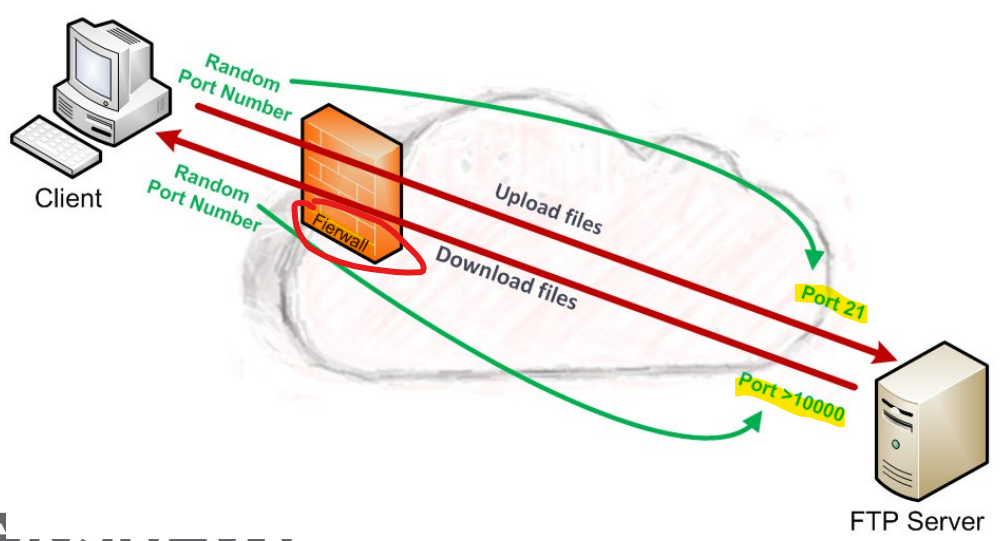 Random
Port Number
Client
Random
Port Number
Fierwall
Upload files
Download files
Port 21
Port >10000
FTP Server